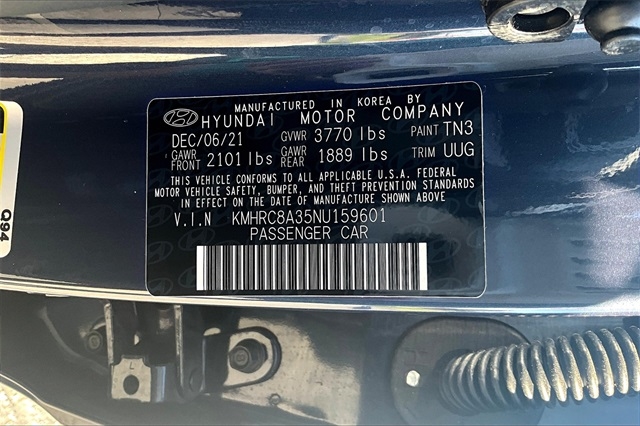 MANUFACTURED IN KOREA BY
HYUNDAI MOTOR COMPANY
DEC/06/21 GVWR 3770 lbs PAINT TN3
GAWR FRONT 2101 lbs GAWR REAR 1889 lbs TRIM UUG
THIS VEHICLE CONFORMS TO ALL APPLICABLE U.S.A. FEDERAL
MOTOR VEHICLE SAFETY, BUMPER, AND THEFT PREVENTION STANDARDS
IN EFFECT ON THE DATE OF MANUFACTURE SHOWN ABOVE
V.I.N KMHRC8A35NU159601
PASSENGER CAR
Q94
L